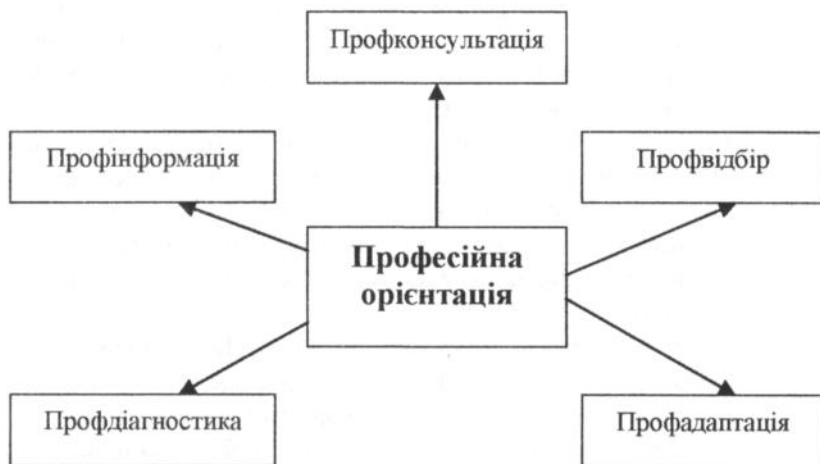 Профконсультація
Профінформація
Профвідбір
Професійна
орієнтація
Профдіагностика
Профадаптація